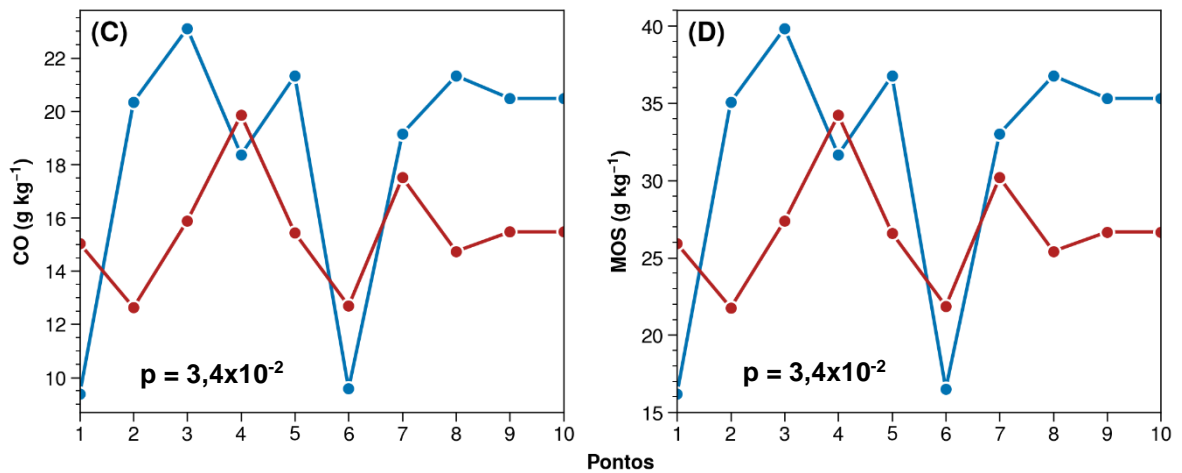 (C)
CO (g kg⁻¹)
22
20
18
16
14
12
10
p = 3,4x10⁻²
1 2 3 4 5 6 7 8 9 10
(D)
MOS (g kg⁻¹)
40
35
30
25
20
15
p = 3,4x10⁻²
1 2 3 4 5 6 7 8 9 10
Pontos